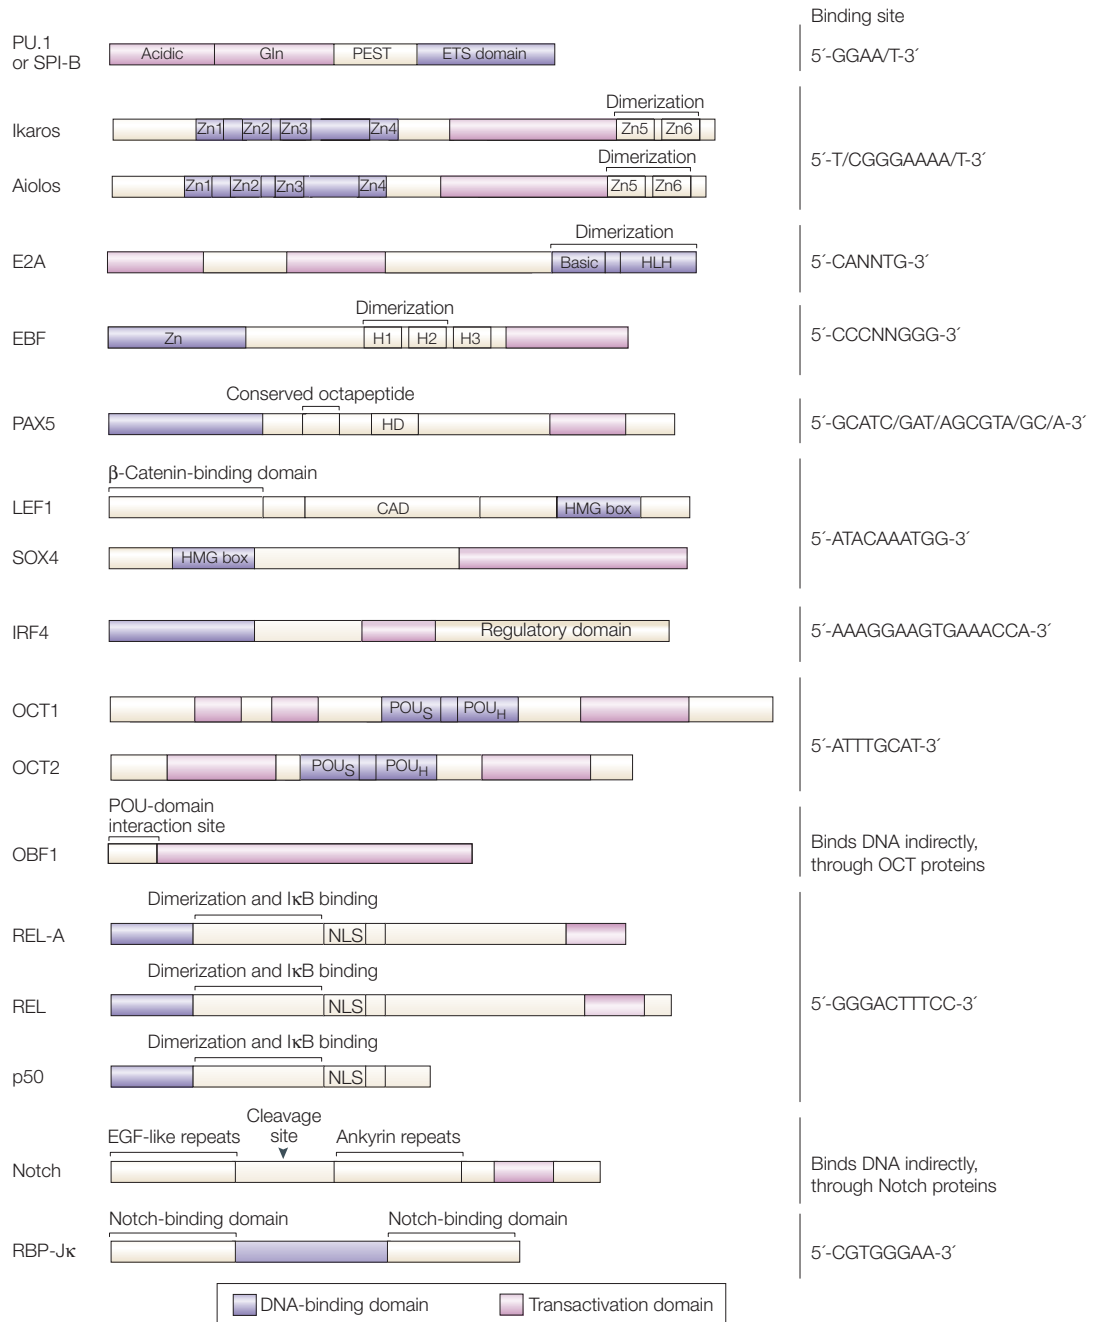 Binding site
PU.1
or SPI-B
Acidic Gln PEST ETS domain
5´-GGAA/T-3´
Dimerization
Ikaros
Zn1 Zn2 Zn3 Zn4 Zn5 Zn6
5´-T/CGGGAAAA/T-3´
Dimerization
Aiolos
Zn1 Zn2 Zn3 Zn4 Zn5 Zn6
Dimerization
E2A
Basic HLH
5´-CANNTG-3´
Dimerization
EBF
Zn H1 H2 H3
5´-CCCNNGGG-3´
Conserved octapeptide
PAX5
HD
5´-GCATC/GAT/AGCGTA/GC/A-3´
β-Catenin-binding domain
LEF1
CAD HMG box
5´-ATACAAATGG-3´
SOX4
HMG box
IRF4
Regulatory domain
5´-AAAGGAAGTGAAACCA-3´
OCT1
POUS POUH
5´-ATTTGCAT-3´
OCT2
POUS POUH
POU-domain
interaction site
OBF1
Binds DNA indirectly,
through OCT proteins
Dimerization and IκB binding
REL-A
NLS
Dimerization and IκB binding
REL
NLS
5´-GGGACTTTCC-3´
Dimerization and IκB binding
p50
NLS
Cleavage
site
EGF-like repeats Ankyrin repeats
Notch
Binds DNA indirectly,
through Notch proteins
Notch-binding domain Notch-binding domain
RBP-Jκ
5´-CGTGGGAA-3´
DNA-binding domain Transactivation domain